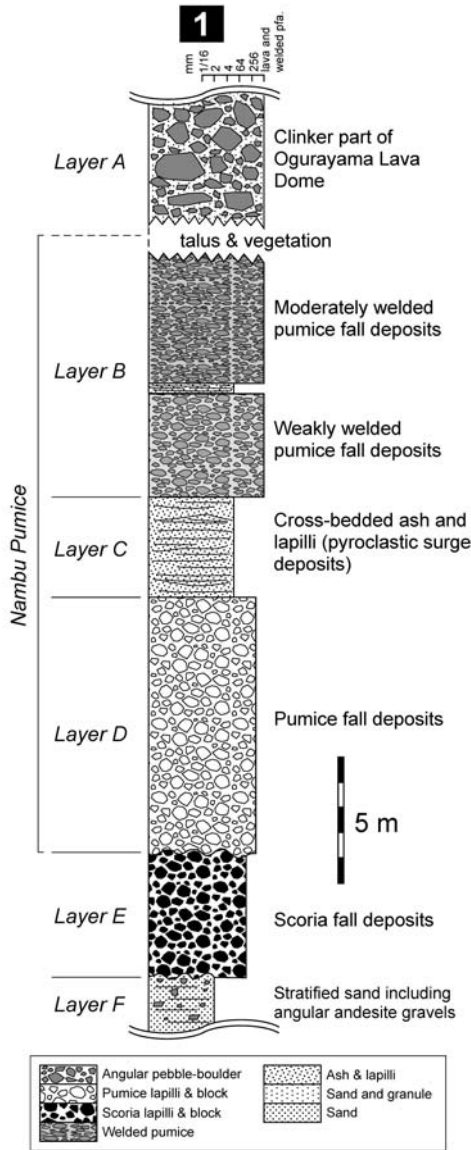 1
mm
1/16
2
4
64
256
lava and
welded pfa.
Layer A
Clinker part of
Ogurayama Lava
Dome
talus & vegetation
Nambu Pumice
Layer B
Moderately welded
pumice fall deposits
Weakly welded
pumice fall deposits
Layer C
Cross-bedded ash and
lapilli (pyroclastic surge
deposits)
Layer D
Pumice fall deposits
5 m
Layer E
Scoria fall deposits
Layer F
Stratified sand including
angular andesite gravels
Angular pebble-boulder
Pumice lapilli & block
Scoria lapilli & block
Welded pumice
Ash & lapilli
Sand and granule
Sand